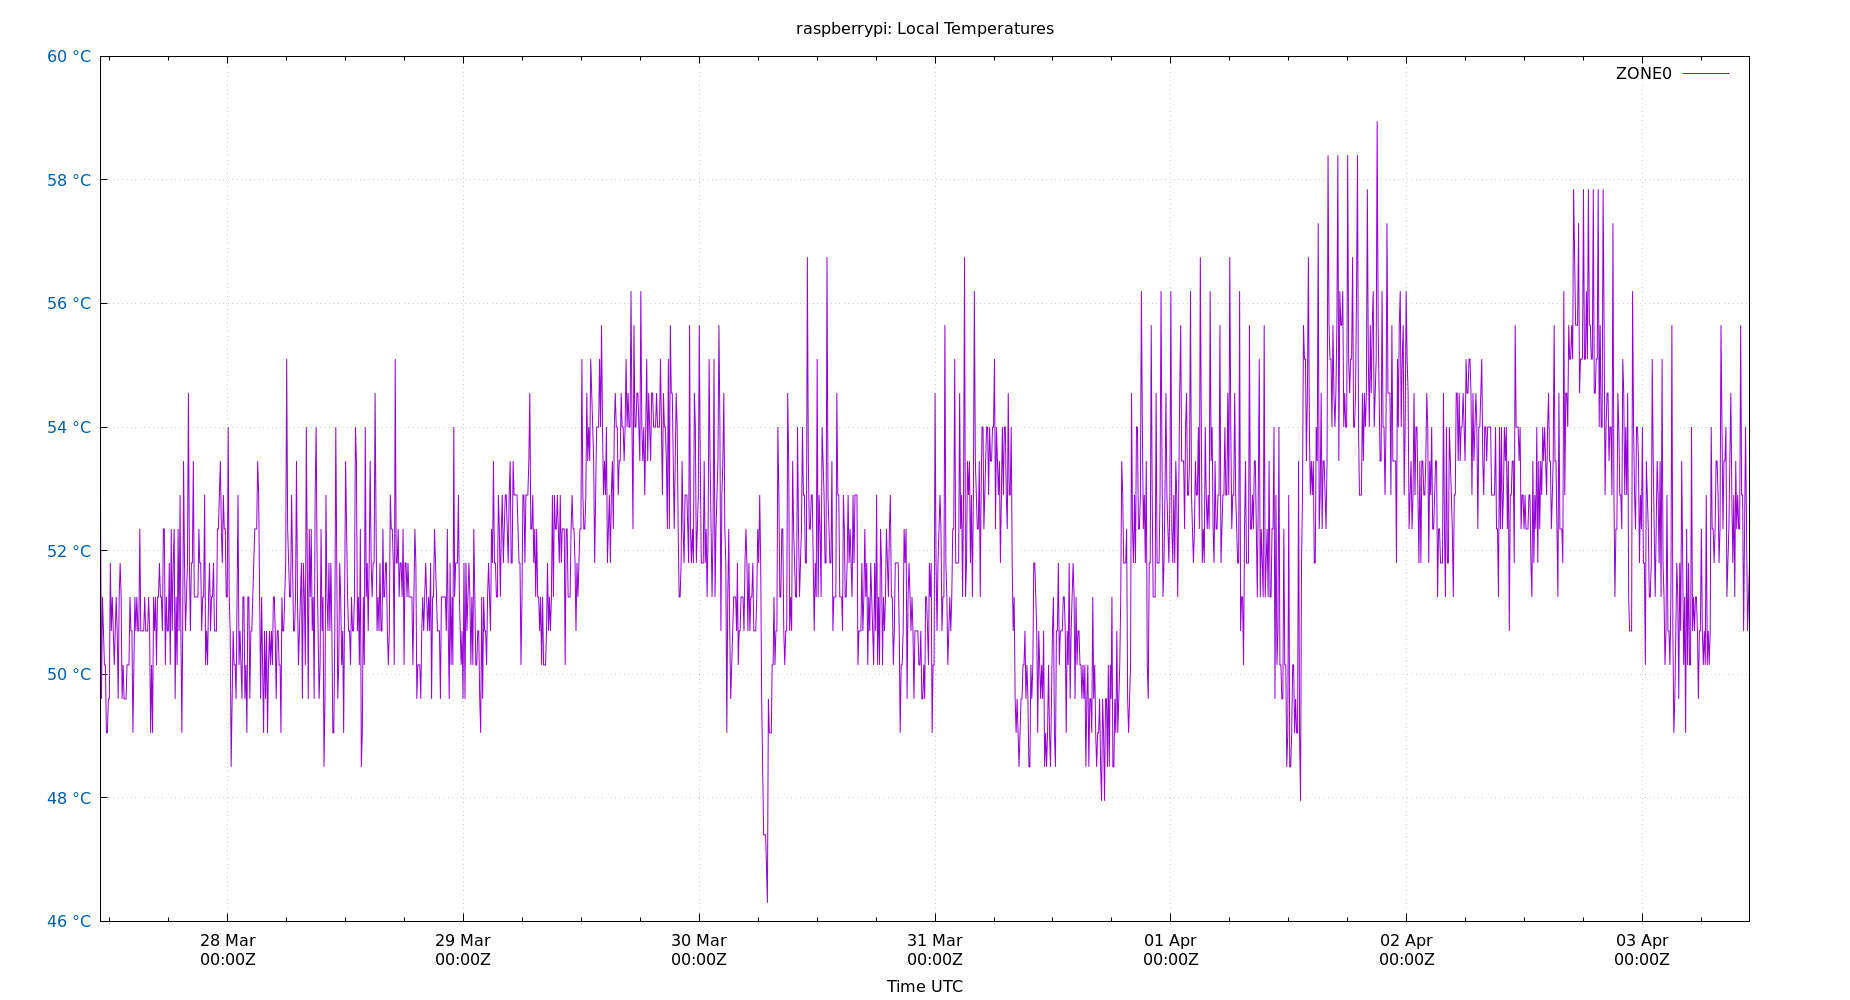 raspberrypi: Local Temperatures
60 °C
ZONE0
58 °C
56 °C
54 °C
52 °C
50 °C
48 °C
46 °C
28 Mar 29 Mar 30 Mar 31 Mar 01 Apr 02 Apr 03 Apr
00:00Z 00:00Z 00:00Z 00:00Z 00:00Z 00:00Z 00:00Z
Time UTC